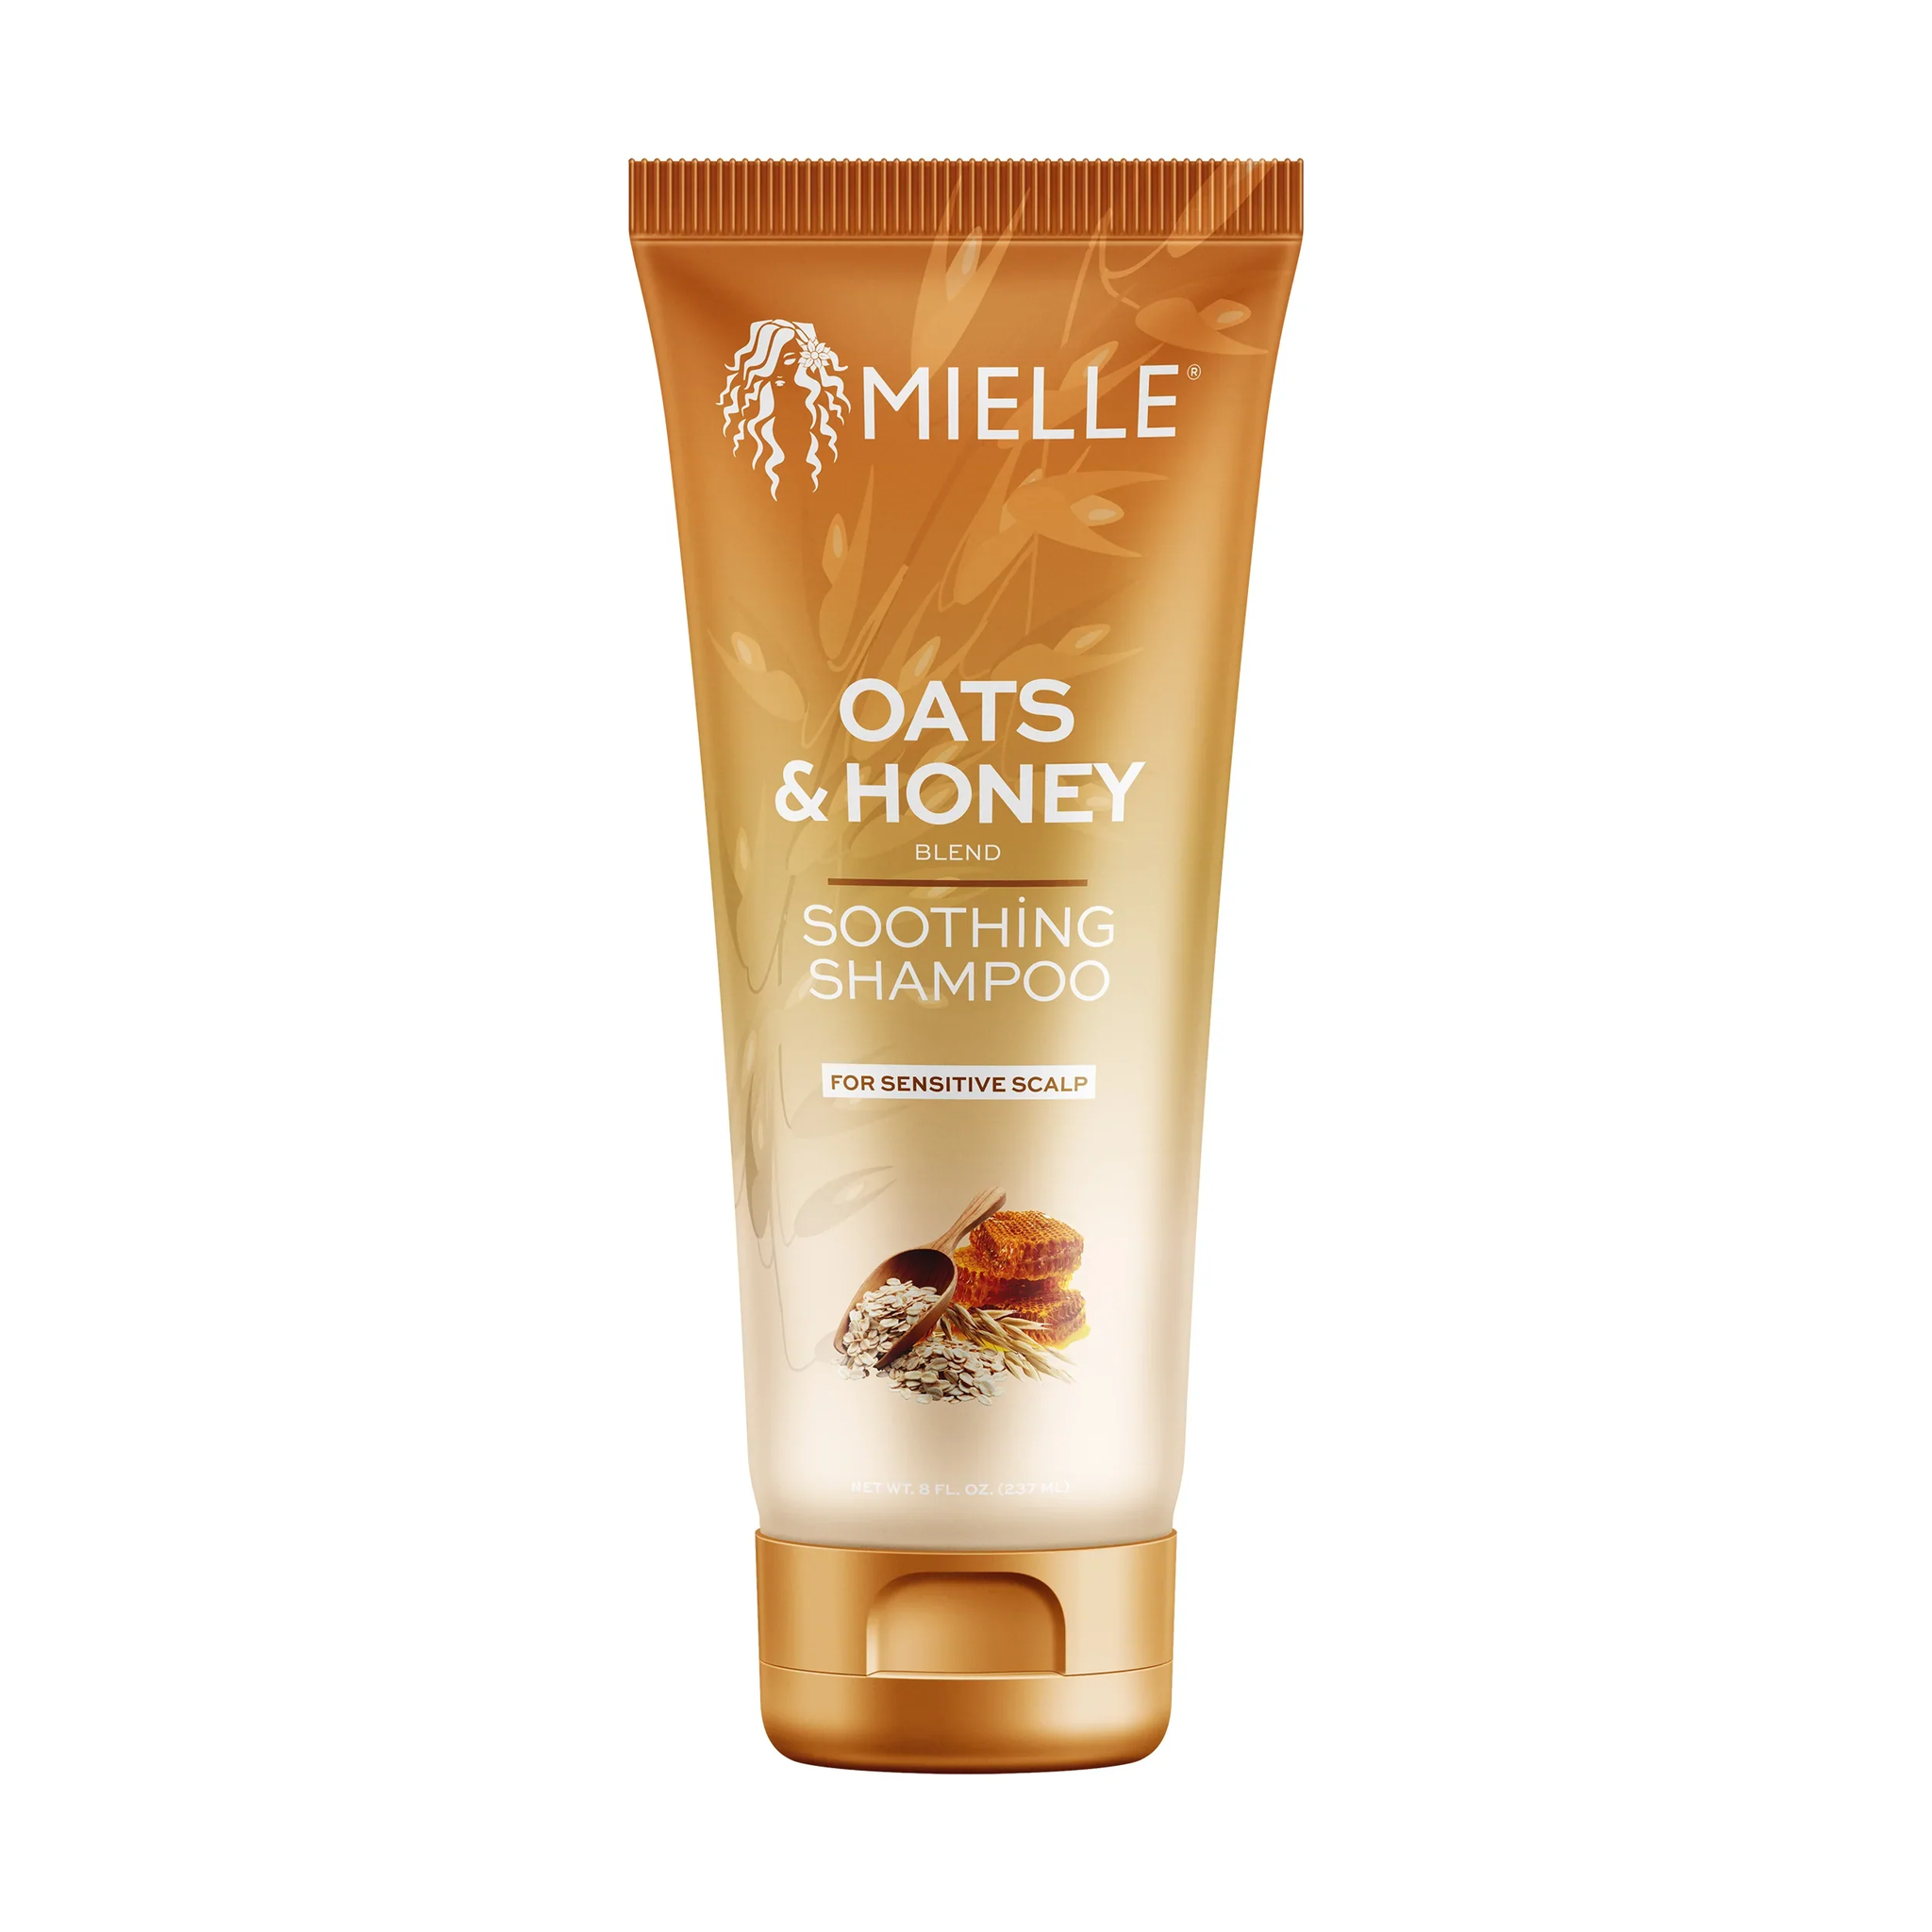 MIELLE®
OATS
& HONEY
BLEND
SOOTHING
SHAMPOO
FOR SENSITIVE SCALP
NET WT. 8 FL. OZ. (237 ML)